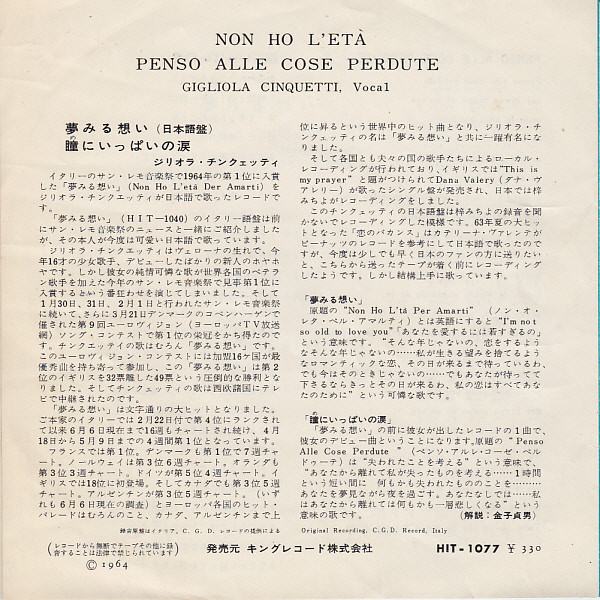 NON HO L'ETÀ
PENSO ALLE COSE PERDUTE
GIGLIOLA CINQUETTI, Vocal
夢みる想い (日本語盤)
瞳にいっぱいの涙
ジリオラ・チンクェッティ
イタリーのサン・レモ音楽祭で1964年の第1位に入賞
した「夢みる想い」(Non Ho L'età Der Amarti) を
ジリオラ・チンクェッティが日本語で歌ったレコードで
す。
「夢みる想い」(HIT—1040) のイタリー語盤は前
にサン・レモ音楽祭のニュースと一緒にご紹介しました
が、その本人が今度は可愛い日本語で歌っています。
ジリオラ・チンクエッティはヴェローナの生れで、今
年16才の少女歌手、デビューしたばかりの新人のホヤホ
ヤです。しかし彼女の純情可憐な歌が世界各国のベテラ
ン歌手を加えた今年のサン・レモ音楽祭で見事第1位に
入賞するという番狂わせを演じてしまいました。そして
1月30日、31日、2月1日と行われたサン・レモ音楽祭
に続いて、さらに3月21日デンマークのコペンハーゲンで
催された第9回ユーロヴィジョン (ヨーロッパTV放送
網) ソング・コンテストで第1位の栄冠をかち得たので
す。チンクェッティの歌はむろん「夢みる想い」です。
このユーロヴィジョン・コンテストには加盟16ヶ国が最
優秀曲を持ち寄って参加し、この「夢みる想い」は第2
位のイギリスを32票離した49票という圧倒的な勝利とな
りました。そしてチンクェッティの歌は西欧諸国にテレ
ビで中継されたのです。
「夢みる想い」は文字通りの大ヒットとなりました。
ご本家のイタリーでは2月22日付で第4位にランクされ
て以来6月6日現在まで16週もチャートされ続け、4月
18日から5月9日までの4週間第1位となっています。
フランスでは第1位。デンマークも第1位で7週チャ
ート。ノールウェイは第3位6週チャート。オランダも
第3位3週チャート。ドイツが第5位4週チャート。イ
ギリスでは18位に初登場。そしてカナダでも第3位5週
チャート。アルゼンチンが第3位5週チャート。(いず
れも6月6日現在の調査) とヨーロッパ各国のヒット・
パレードはむろんのこと、カナダ、アルゼンチンまで上
位に昇るという世界中のヒット曲となり、ジリオラ・チ
ンクェッティの名は「夢みる想い」と共に一躍有名になり
ました。
そして各国とも夫々の国の歌手たちによるローカル・
レコーディングが行われており、イギリスでは"This is
my prayer" と題がつけられてDana Valery (ダナ・ヴ
アレリー) が歌ったシングル盤が発売され、日本では梓
みちよがレコーディングをしました。
このチンクェッティの日本語盤は梓みちよの録音を聞
かないでレコーディングした模様です。63年夏の大ヒッ
トとなった「恋のバカンス」はカテリーナ・ヴァレンテが
ピーナッツのレコードを参考にして日本語で歌ったので
すが、今度は少しでも早く日本のファンの方に送りたい
と、こちらから送ったテープが着く前にレコーディング
したようです。しかし結構上手に歌っています。
「夢みる想い」
原題の "Non Ho L'tá Per Amarti" (ノン・オ・
レタ・ペル・アマルティ) とは英語にすると "I'm not
so old to love you"「あなたを愛するには若すぎるの」
という意味です。"そんな年じゃないの、恋をするよう
なそんな年じゃないの……私が生きる望みを捨てるよう
なロマンティックな恋、その日が来るまで待っているわ、
でも今はそのときじゃないの……でもあなたが待ってて
下さるならきっとその日が来るわ、私の恋はすべてあな
たのために" という可憐な歌です。
「瞳にいっぱいの涙」
「夢みる想い」の前に彼女が出したレコードの1曲で、
彼女のデビュー曲ということになります。原題の "Penso
Alle Cose Perdute" (ペンソ・アルレ・コーゼ・ペル
ドゥーテ) は "失われたことを考える" という意味で、
"あなたから離れて私が失ったものを考える……1時間
という短い間に 何もかも失われたもののことを………
あなたを夢見ながら夜を過ごす。あなたなしでは……私
はあなたから離れては何もかも一層悲しくなる" とい
う意味の歌です。 (解説・金子貞男)
録音原盤はイタリア、C. G. D. レコードの提供による
Original Recording, C.G.D. Record, Italy
(レコードから無断でテープその他に録
音することは法律で禁じられています)
発売元 キングレコード株式会社
HIT-1077 ¥ 330
© 1964